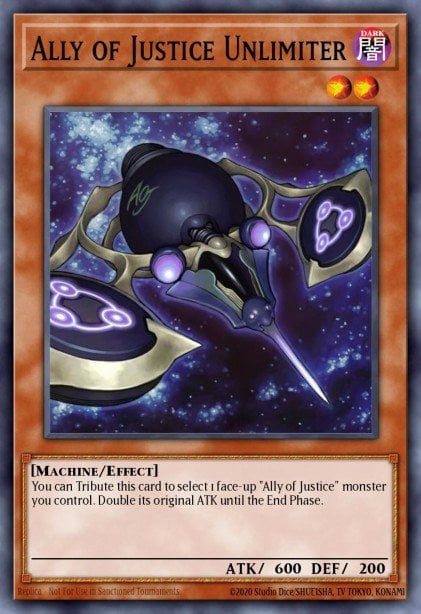 ALLY OF JUSTICE UNLIMITER
DARK
闇
AOJ
[MACHINE/EFFECT]
You can Tribute this card to select 1 face-up "Ally of Justice" monster
you control. Double its original ATK until the End Phase.
ATK/ 600 DEF/ 200
Replica - Not For Use in Sanctioned Tournaments
©2020 Studio Dice/SHUEISHA, TV TOKYO, KONAMI